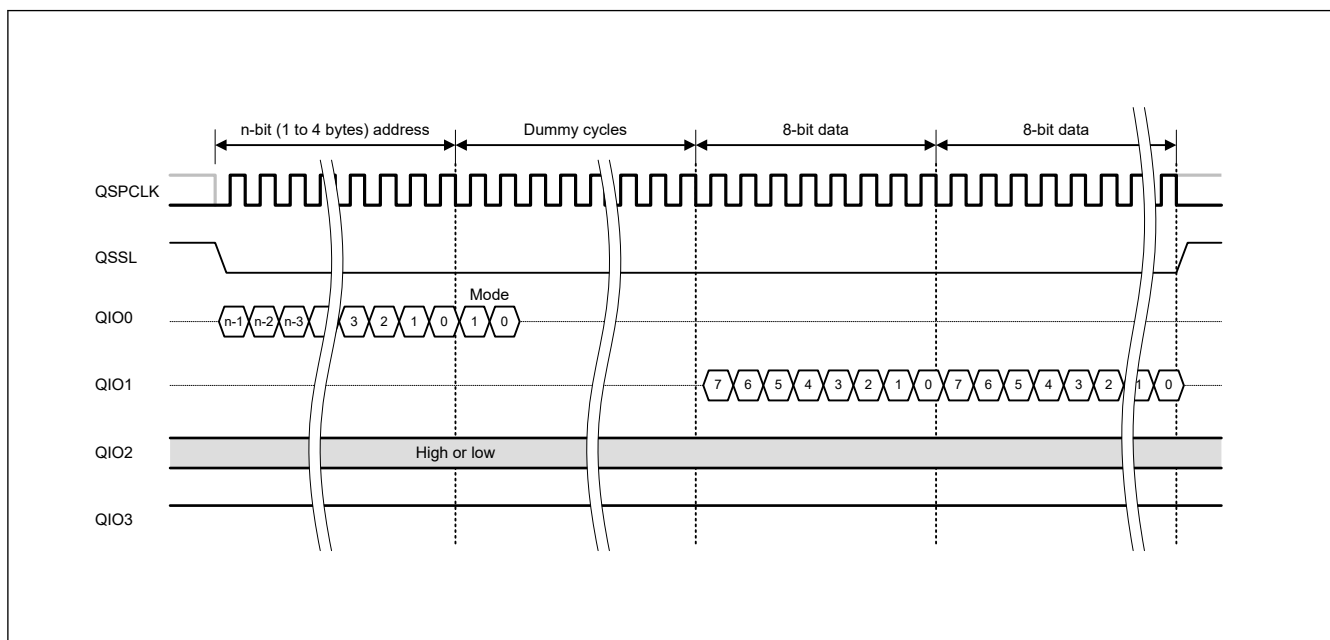 n-bit (1 to 4 bytes) address Dummy cycles 8-bit data 8-bit data
QSPCLK
QSSL
Mode
QIO0 n-1 n-2 n-3 3 2 1 0 1 0
QIO1 7 6 5 4 3 2 1 0 7 6 5 4 3 2 1 0
QIO2 High or low
QIO3